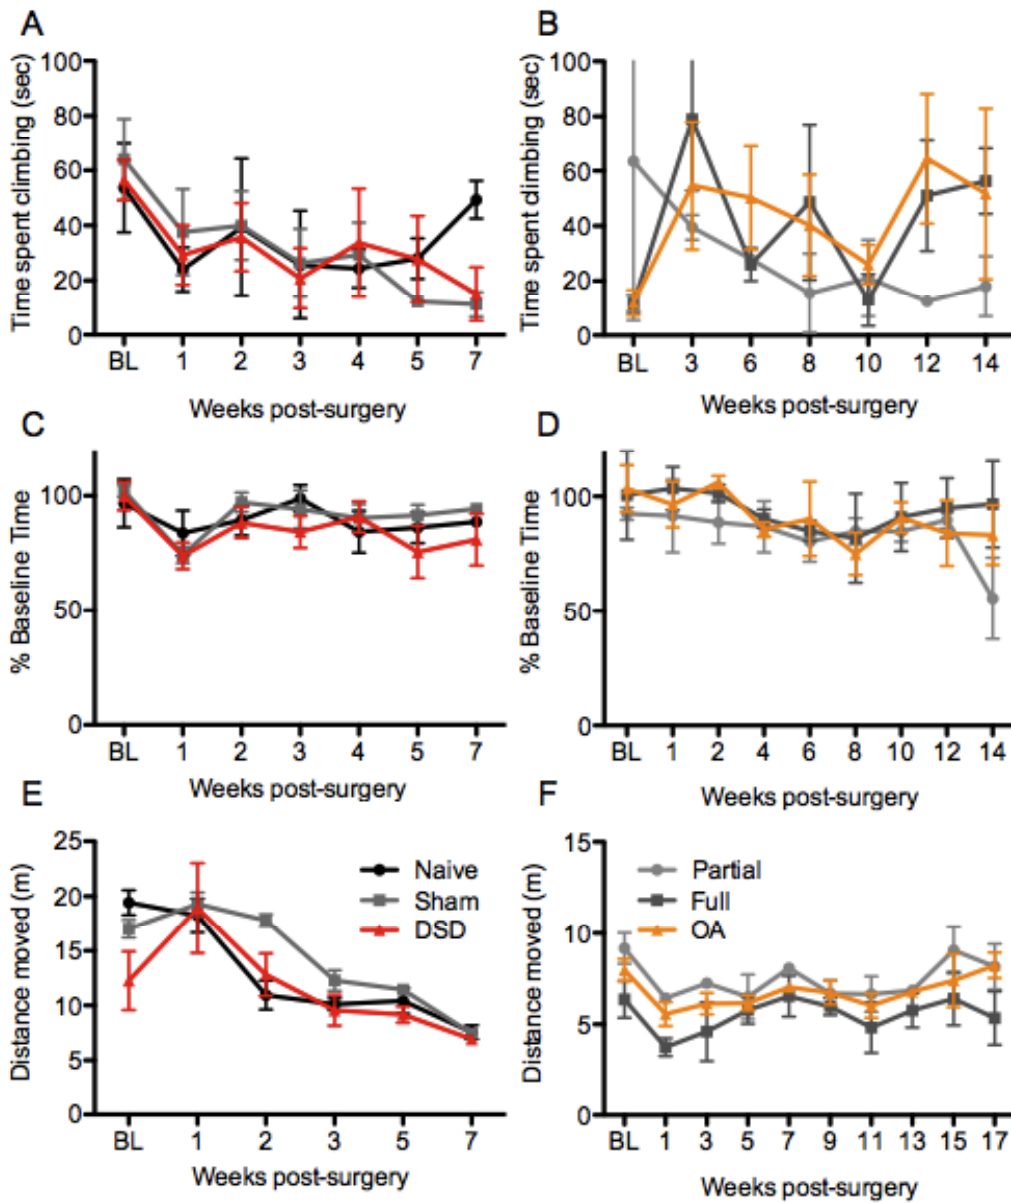 A
Time spent climbing (sec)
100
80
60
40
20
0
BL 1 2 3 4 5 7
Weeks post-surgery
B
Time spent climbing (sec)
100
80
60
40
20
0
BL 3 6 8 10 12 14
Weeks post-surgery
C
% Baseline Time
100
50
0
BL 1 2 3 4 5 7
Weeks post-surgery
D
% Baseline Time
100
50
0
BL 1 2 4 6 8 10 12 14
Weeks post-surgery
E
Distance moved (m)
25
20
15
10
5
0
Naive
Sham
DSD
BL 1 2 3 5 7
Weeks post-surgery
F
Distance moved (m)
15
10
5
0
Partial
Full
OA
BL 1 3 5 7 9 11 13 15 17
Weeks post-surgery